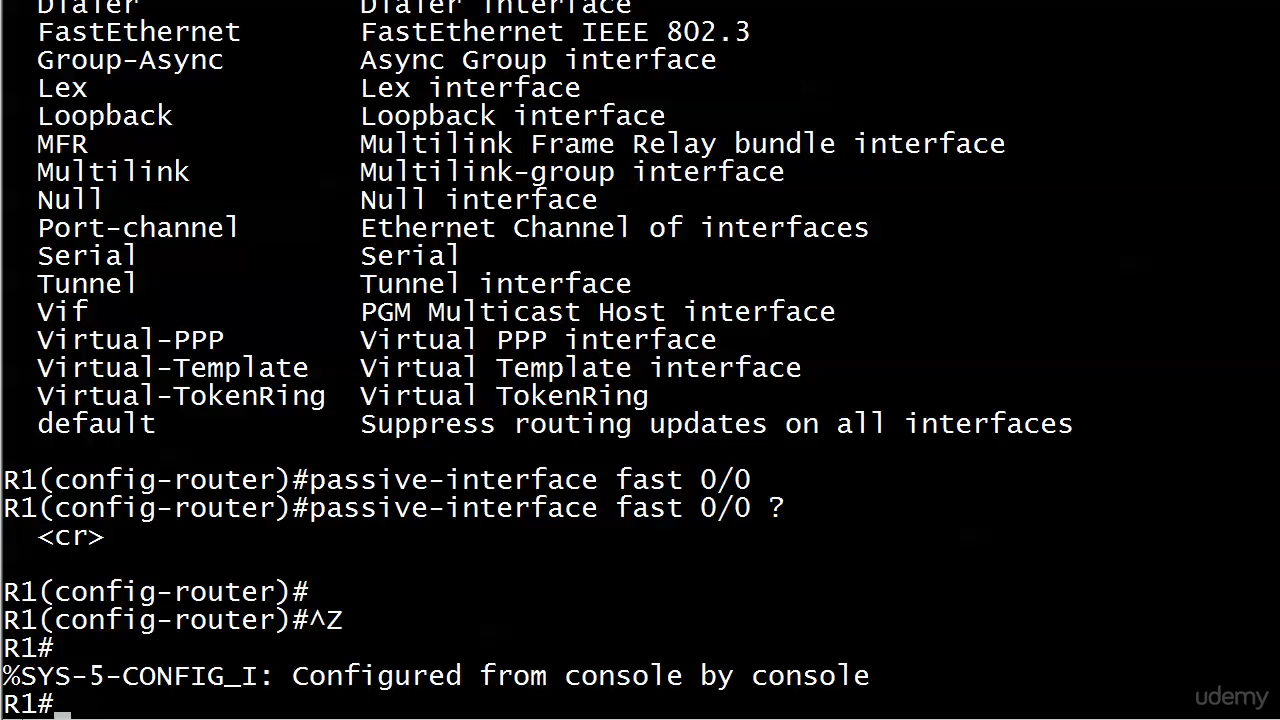 Dialer                Dialer interface
FastEthernet          FastEthernet IEEE 802.3
Group-Async           Async Group interface
Lex                   Lex interface
Loopback              Loopback interface
MFR                   Multilink Frame Relay bundle interface
Multilink             Multilink-group interface
Null                  Null interface
Port-channel          Ethernet Channel of interfaces
Serial                Serial
Tunnel                Tunnel interface
Vif                   PGM Multicast Host interface
Virtual-PPP           Virtual PPP interface
Virtual-Template      Virtual Template interface
Virtual-TokenRing     Virtual TokenRing
default               Suppress routing updates on all interfaces
R1(config-router)#passive-interface fast 0/0
R1(config-router)#passive-interface fast 0/0 ?
<cr>
R1(config-router)#
R1(config-router)#^Z
R1#
%SYS-5-CONFIG_I: Configured from console by console
R1#
udemy